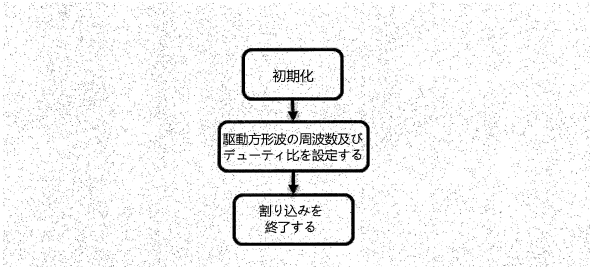 初期化
駆動方形波の周波数及び
デューティ比を設定する
割り込みを
終了する